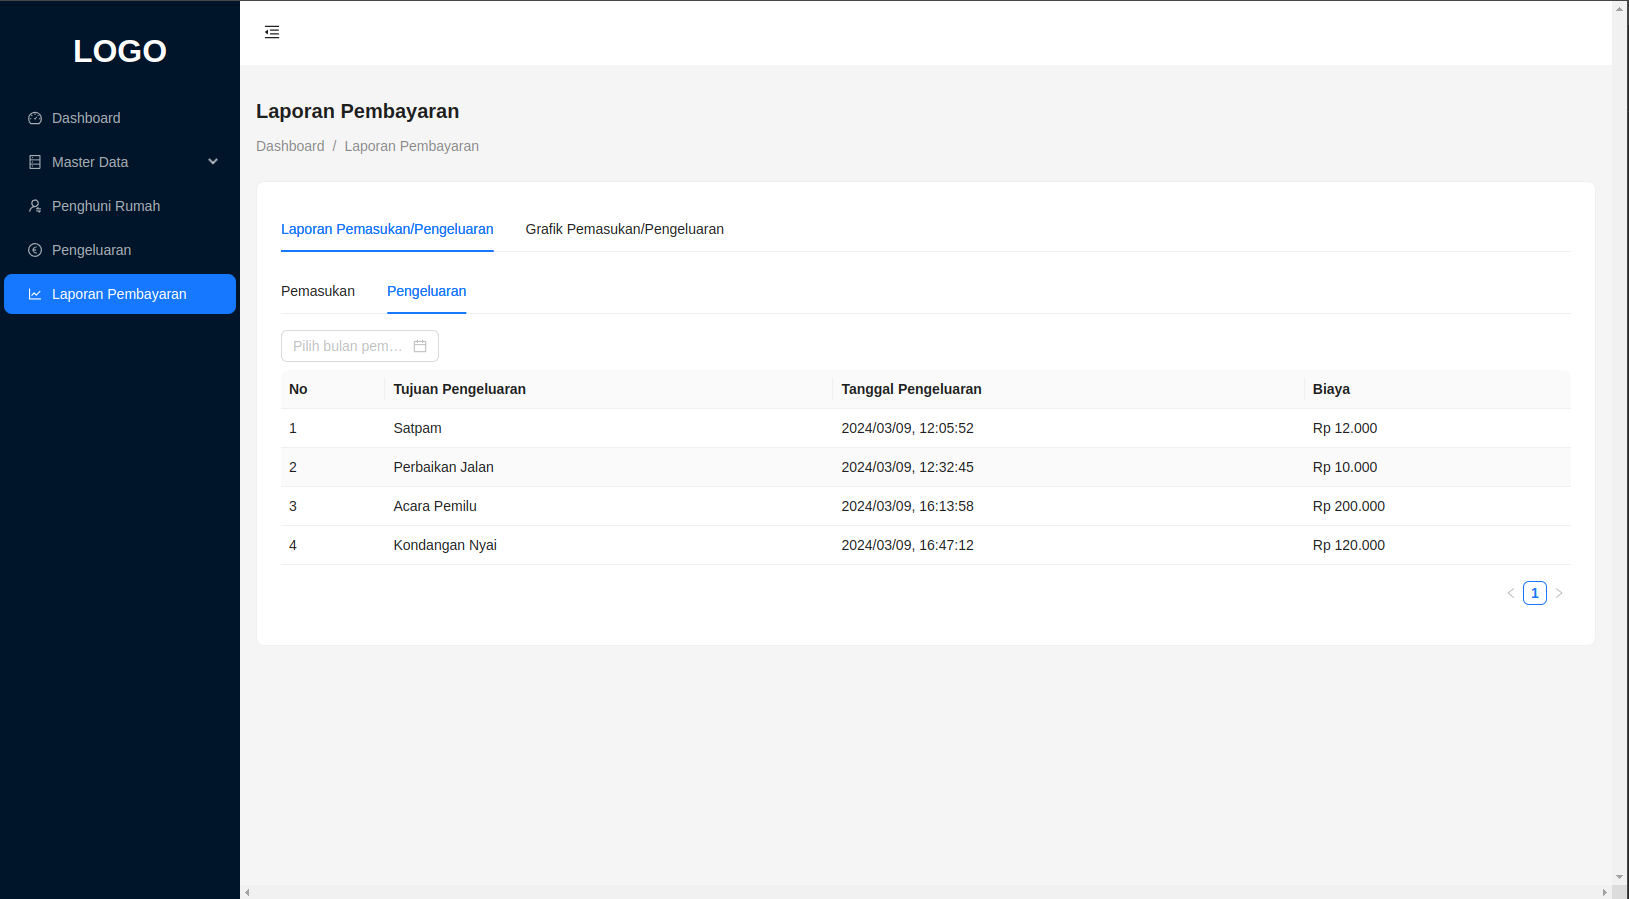 LOGO
Dashboard
Master Data
Penghuni Rumah
Pengeluaran
Laporan Pembayaran
Laporan Pembayaran
Dashboard / Laporan Pembayaran
Laporan Pemasukan/Pengeluaran Grafik Pemasukan/Pengeluaran
Pemasukan Pengeluaran
Pilih bulan pem...
No Tujuan Pengeluaran Tanggal Pengeluaran Biaya
1 Satpam 2024/03/09, 12:05:52 Rp 12.000
2 Perbaikan Jalan 2024/03/09, 12:32:45 Rp 10.000
3 Acara Pemilu 2024/03/09, 16:13:58 Rp 200.000
4 Kondangan Nyai 2024/03/09, 16:47:12 Rp 120.000
1